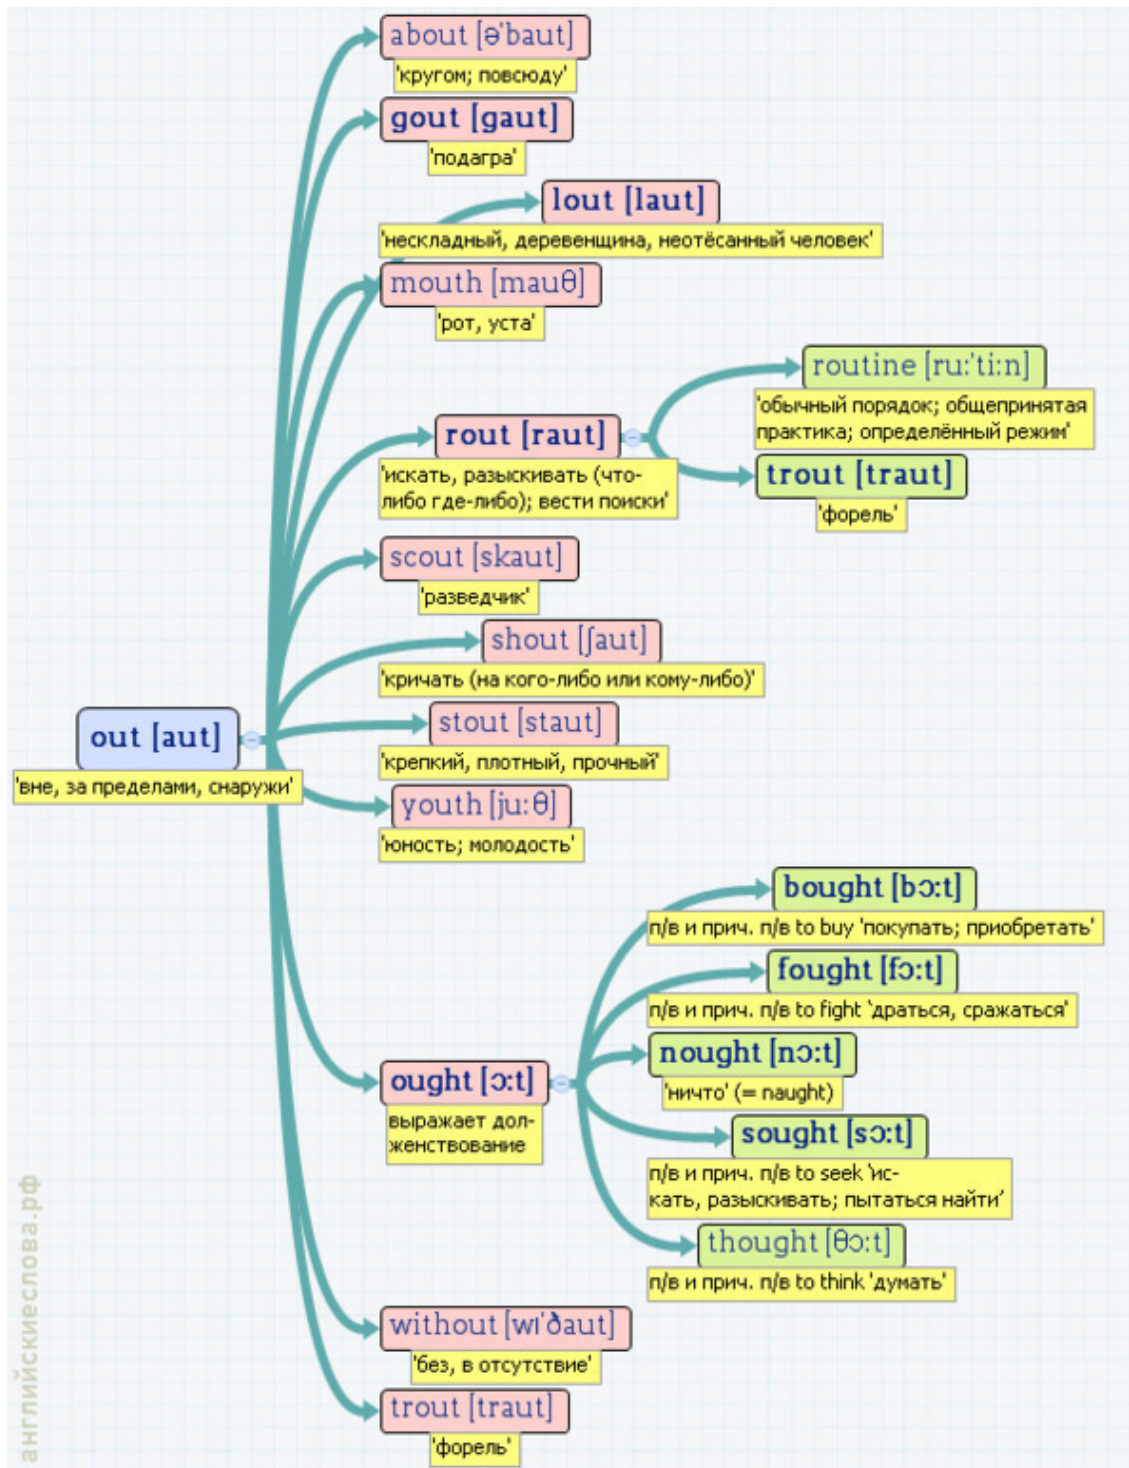 about [ə'baut]
'кругом; повсюду'
gout [gaut]
'подагра'
lout [laut]
'нескладный, деревенщина, неотёсанный человек'
mouth [mauθ]
'рот, уста'
routine [ru:'ti:n]
'обычный порядок; общепринятая
практика; определённый режим'
rout [raut]
'искать, разыскивать (что-
либо где-либо); вести поиски'
trout [traut]
'форель'
scout [skaut]
'разведчик'
shout [ʃaut]
'кричать (на кого-либо или кому-либо)'
stout [staut]
'крепкий, плотный, прочный'
out [aut]
'вне, за пределами, снаружи'
youth [ju:θ]
'юность; молодость'
bought [bɔ:t]
п/в и прич. п/в to buy 'покупать; приобретать'
fought [fɔ:t]
п/в и прич. п/в to fight 'драться, сражаться'
nought [nɔ:t]
'ничто' (= naught)
ought [ɔ:t]
выражает дол-
женствование
sought [sɔ:t]
п/в и прич. п/в to seek 'ис-
кать, разыскивать; пытаться найти'
thought [θɔ:t]
п/в и прич. п/в to think 'думать'
without [wɪ'ðaut]
'без, в отсутствие'
trout [traut]
'форель'
английскиеслова.рф